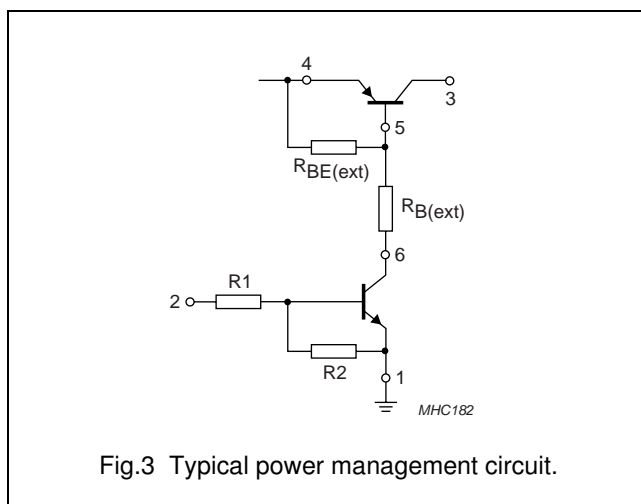 4
3
5
RBE(ext)
RB(ext)
6
R1
2
R2
1
MHC182
Fig.3 Typical power management circuit.